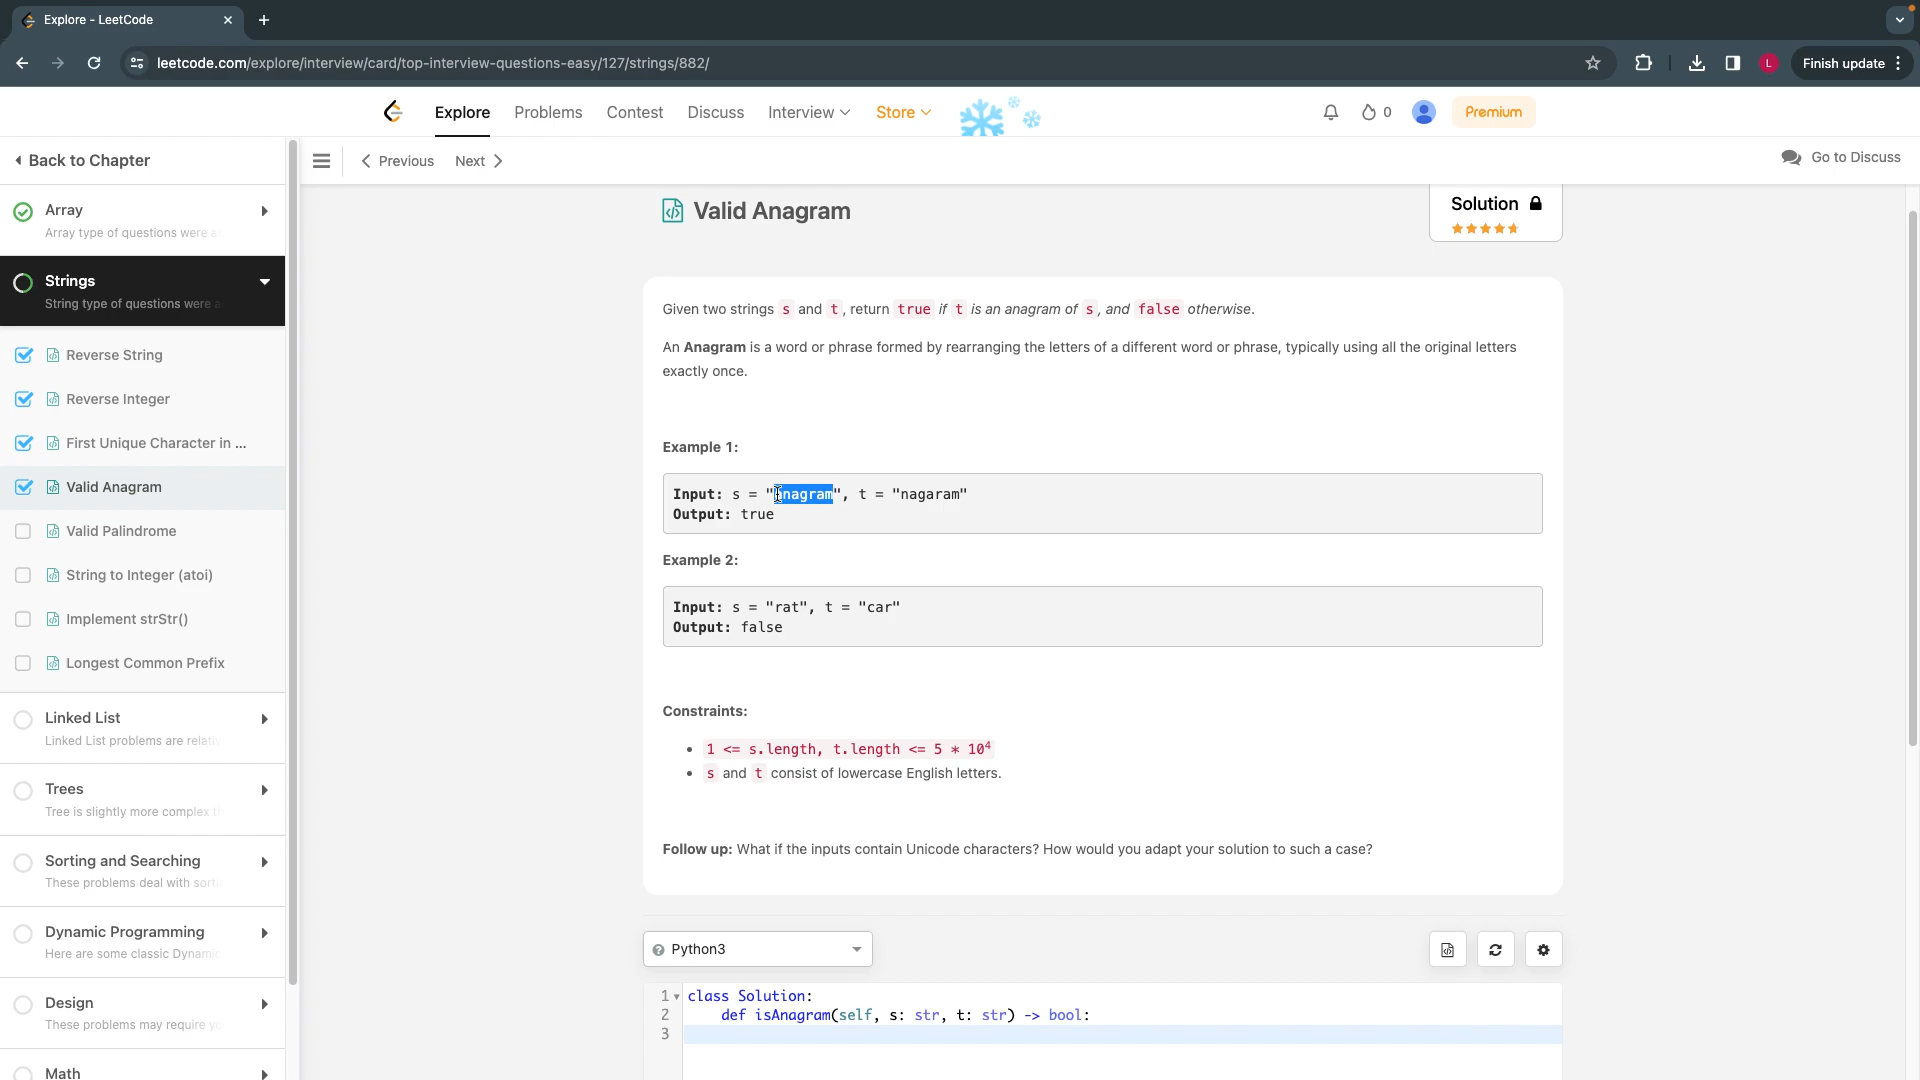 Explore - LeetCode
leetcode.com/explore/interview/card/top-interview-questions-easy/127/strings/882/
L
Finish update
Explore
Problems
Contest
Discuss
Interview
Store
0
Premium
Back to Chapter
Previous
Next
Go to Discuss
Array
Array type of questions were
Strings
String type of questions were
Reverse String
Reverse Integer
First Unique Character in ...
Valid Anagram
Valid Palindrome
String to Integer (atoi)
Implement strStr()
Longest Common Prefix
Linked List
Linked List problems are
Trees
Tree is slightly more complex
Sorting and Searching
These problems deal with
Dynamic Programming
Here are some classic
Design
These problems may require
Math
Valid Anagram
Solution
Given two strings s and t, return true if t is an anagram of s, and false otherwise.
An Anagram is a word or phrase formed by rearranging the letters of a different word or phrase, typically using all the original letters
exactly once.
Example 1:
Input: s = "anagram", t = "nagaram"
Output: true
Example 2:
Input: s = "rat", t = "car"
Output: false
Constraints:
1 <= s.length, t.length <= 5 * 10⁴
s and t consist of lowercase English letters.
Follow up: What if the inputs contain Unicode characters? How would you adapt your solution to such a case?
Python3
1 class Solution:
2 def isAnagram(self, s: str, t: str) -> bool:
3